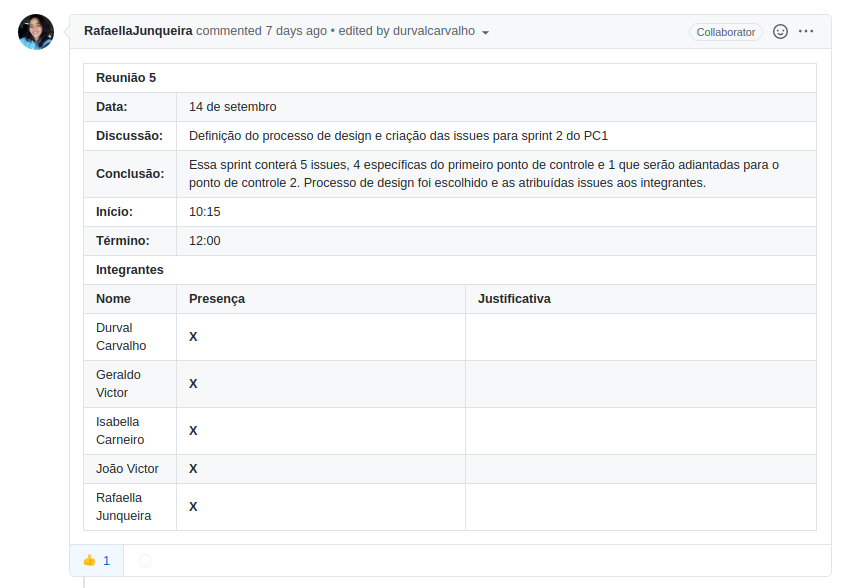 RafaellaJunqueira commented 7 days ago • edited by durvalcarvalho
Collaborator
Reunião 5
Data: 14 de setembro
Discussão: Definição do processo de design e criação das issues para sprint 2 do PC1
Conclusão: Essa sprint conterá 5 issues, 4 específicas do primeiro ponto de controle e 1 que serão adiantadas para o
ponto de controle 2. Processo de design foi escolhido e as atribuídas issues aos integrantes.
Início: 10:15
Término: 12:00
Integrantes
Nome Presença Justificativa
Durval
Carvalho X
Geraldo
Victor X
Isabella
Carneiro X
João Victor X
Rafaella
Junqueira X
👍 1